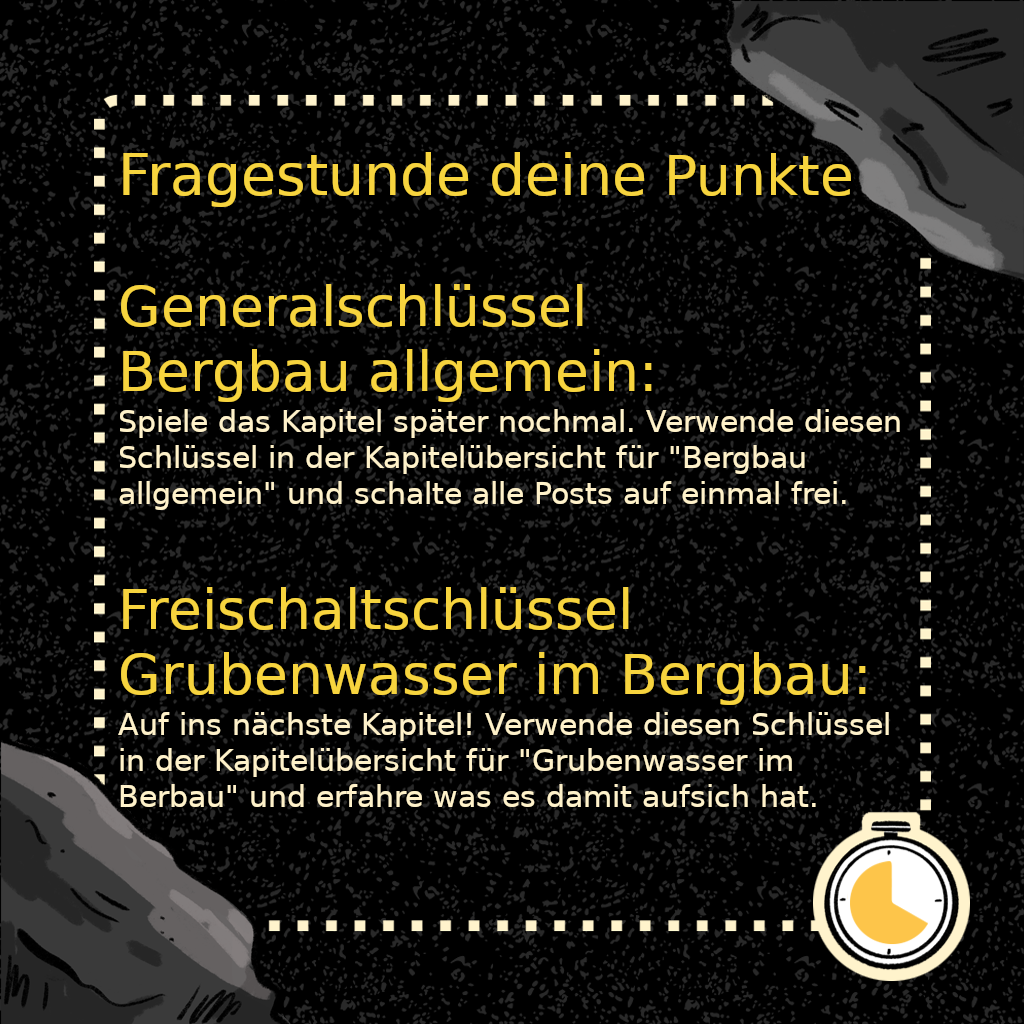 Fragestunde deine Punkte
Generalschlüssel
Bergbau allgemein:
Spiele das Kapitel später nochmal. Verwende diesen
Schlüssel in der Kapitelübersicht für "Bergbau
allgemein" und schalte alle Posts auf einmal frei.
Freischaltschlüssel
Grubenwasser im Bergbau:
Auf ins nächste Kapitel! Verwende diesen Schlüssel
in der Kapitelübersicht für "Grubenwasser im
Berbau" und erfahre was es damit aufsich hat.